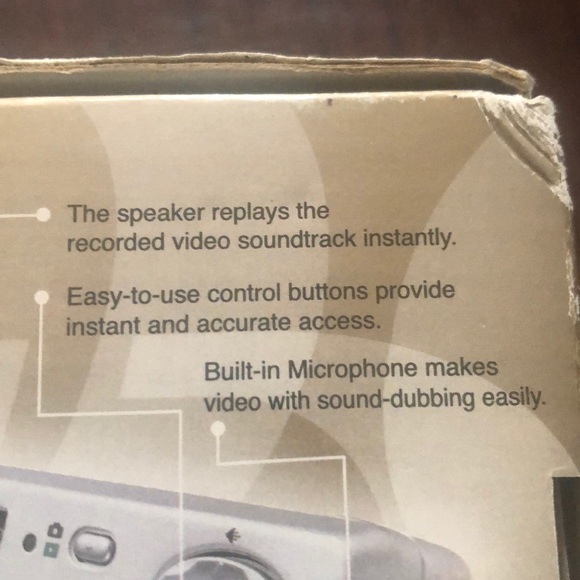 The speaker replays the
recorded video soundtrack instantly.
Easy-to-use control buttons provide
instant and accurate access.
Built-in Microphone makes
video with sound-dubbing easily.